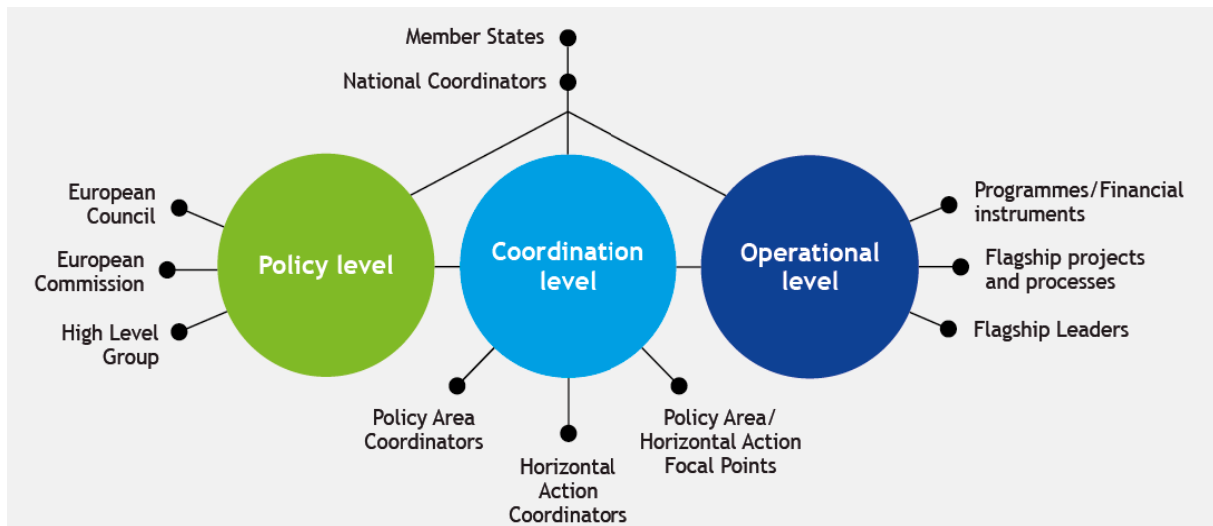 Member States
National Coordinators
European
Council
European
Commission
High Level
Group
Policy level
Coordination
level
Operational
level
Programmes/Financial
instruments
Flagship projects
and processes
Flagship Leaders
Policy Area
Coordinators
Horizontal
Action
Coordinators
Policy Area/
Horizontal Action
Focal Points